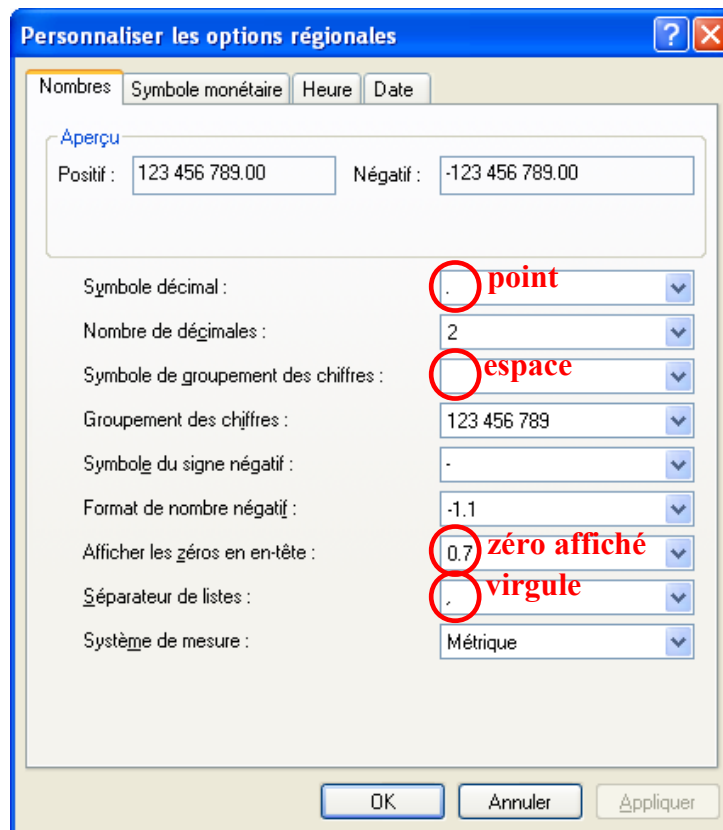 Personnaliser les options régionales
Nombres Symbole monétaire Heure Date
Aperçu
Positif : 123 456 789.00 Négatif : -123 456 789.00
Symbole décimal : . point
Nombre de décimales : 2
Symbole de groupement des chiffres : espace
Groupement des chiffres : 123 456 789
Symbole du signe négatif : -
Format de nombre négatif : -1.1
Afficher les zéros en en-tête : 0.7 zéro affiché
Séparateur de listes : , virgule
Système de mesure : Métrique
OK Annuler Appliquer